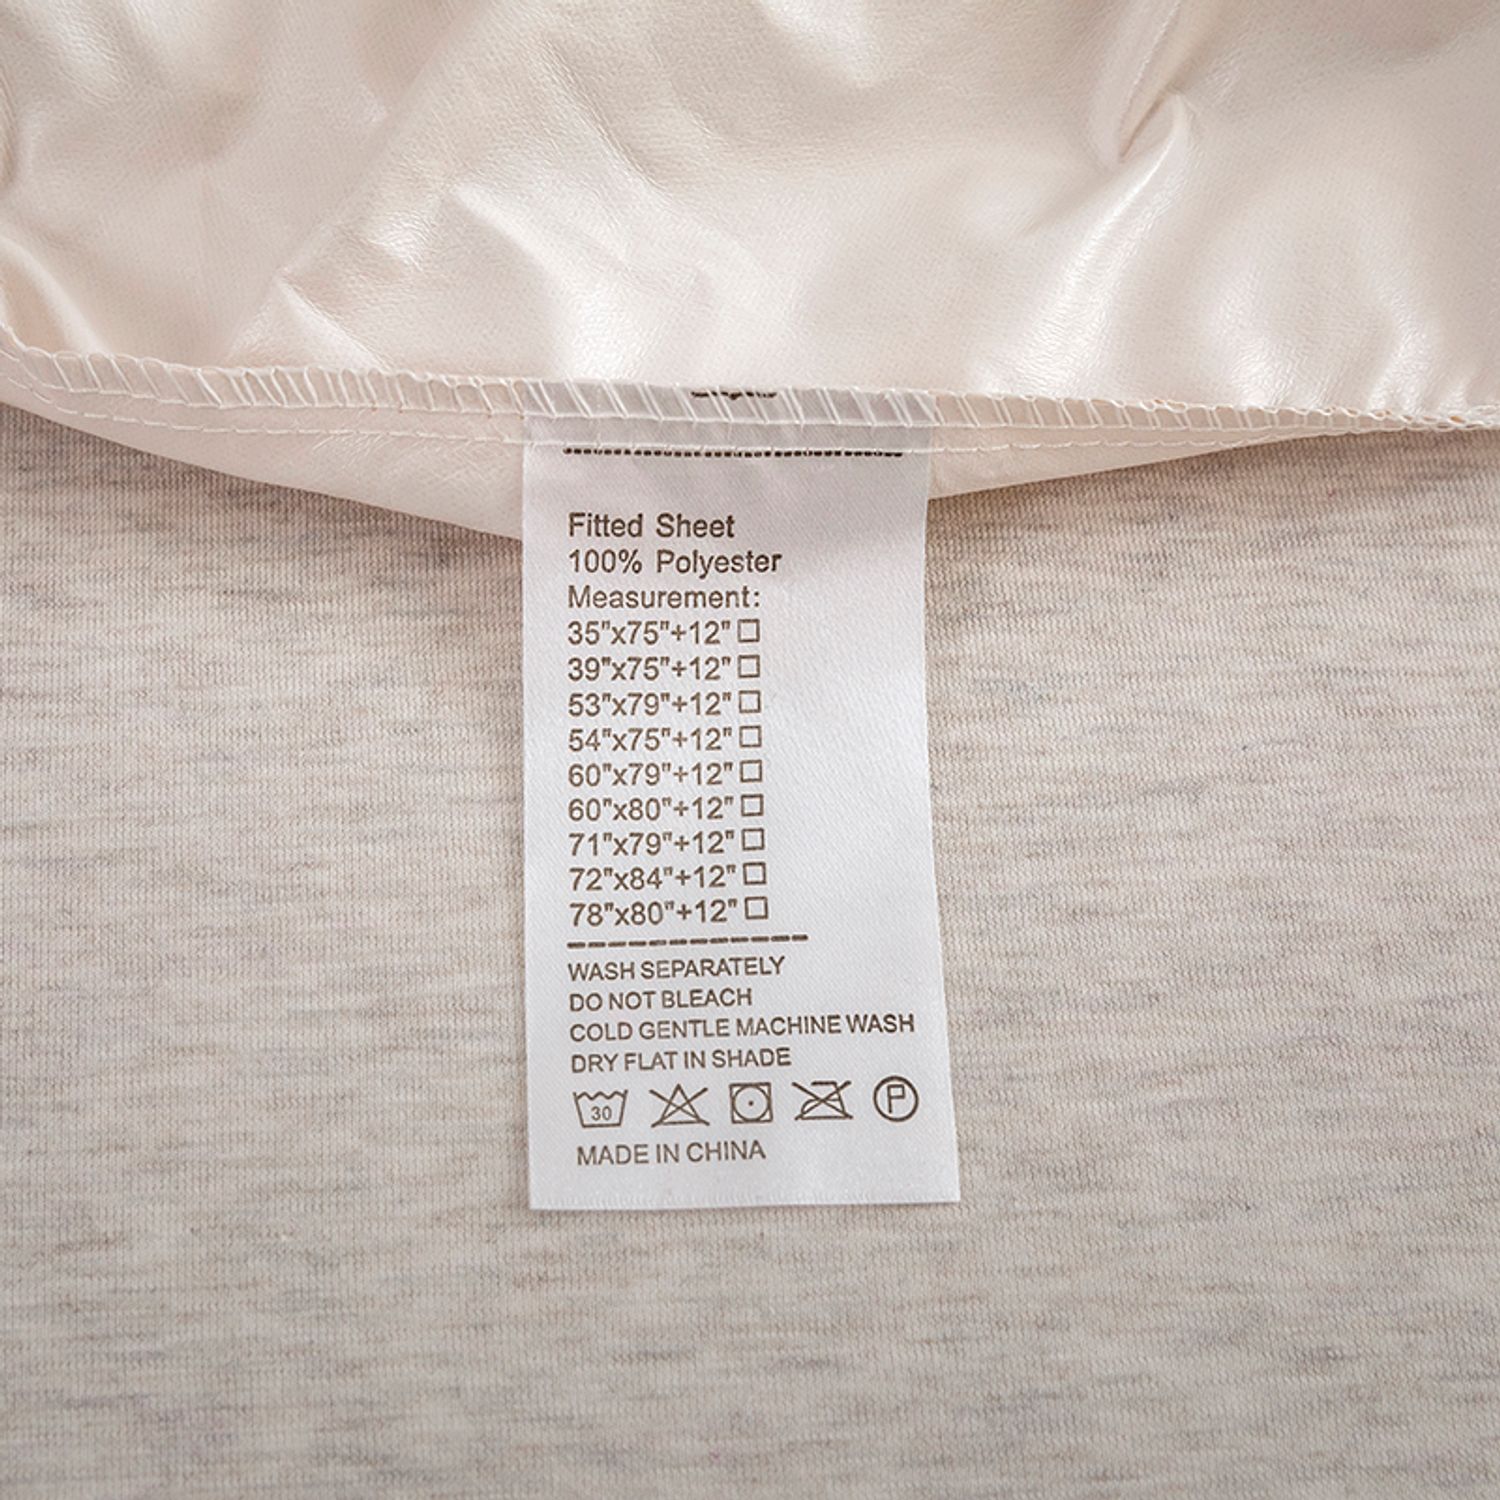 Fitted Sheet
100% Polyester
Measurement:
35"x75"+12"
39"x75"+12"
53"x79"+12"
54"x75"+12"
60"x79"+12"
60"x80"+12"
71"x79"+12"
72"x84"+12"
78"x80"+12"
WASH SEPARATELY
DO NOT BLEACH
COLD GENTLE MACHINE WASH
DRY FLAT IN SHADE
30 P
MADE IN CHINA